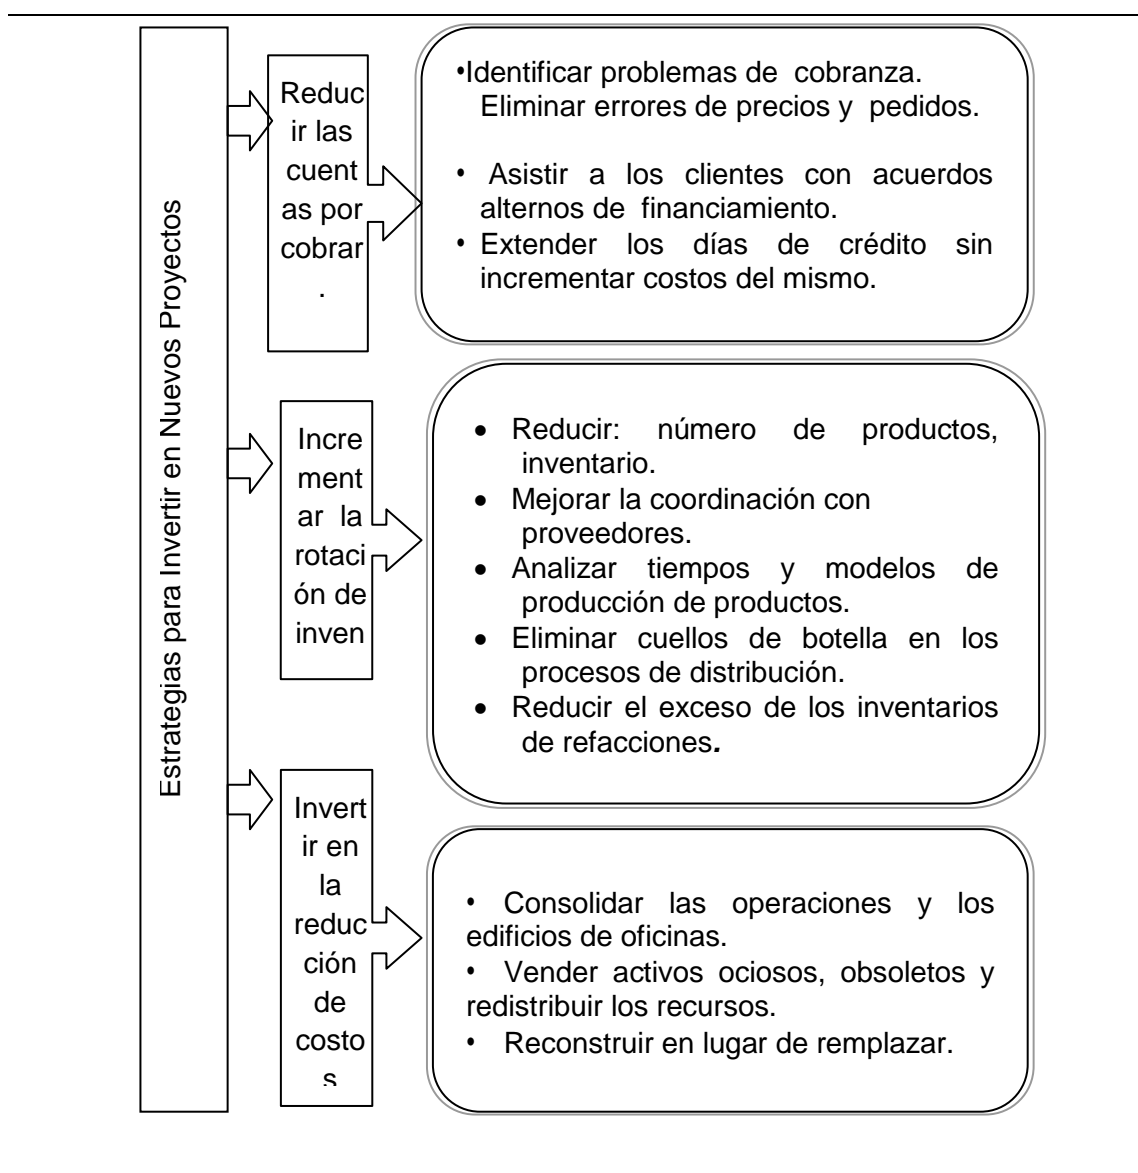 Estrategias para Invertir en Nuevos Proyectos
Reduc
ir las
cuent
as por
cobrar
.
•Identificar problemas de cobranza.
Eliminar errores de precios y pedidos.
• Asistir a los clientes con acuerdos
alternos de financiamiento.
• Extender los días de crédito sin
incrementar costos del mismo.
Incre
ment
ar la
rotaci
ón de
inven
• Reducir: número de productos,
inventario.
• Mejorar la coordinación con
proveedores.
• Analizar tiempos y modelos de
producción de productos.
• Eliminar cuellos de botella en los
procesos de distribución.
• Reducir el exceso de los inventarios
de refacciones.
Invert
ir en
la
reduc
ción
de
costo
s
• Consolidar las operaciones y los
edificios de oficinas.
• Vender activos ociosos, obsoletos y
redistribuir los recursos.
• Reconstruir en lugar de remplazar.